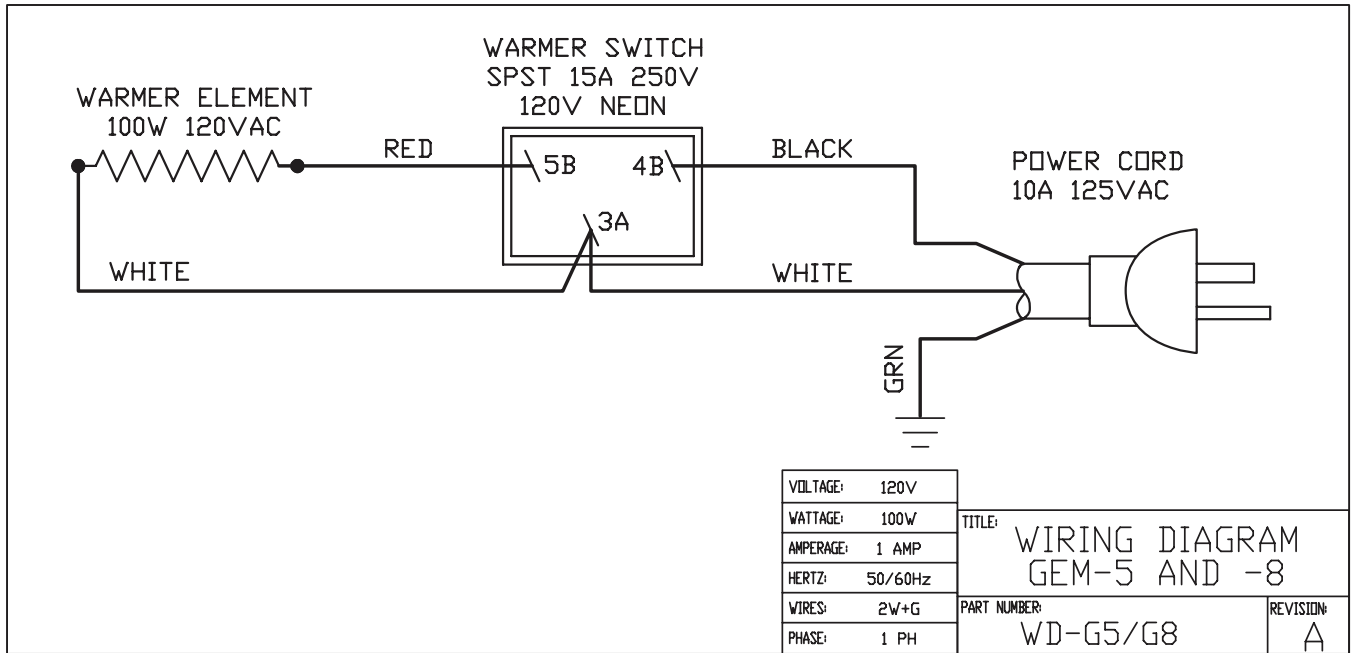 WARMER SWITCH
SPST 15A 250V
120V NEON
WARMER ELEMENT
100W 120VAC
RED
5B
4B
BLACK
POWER CORD
10A 125VAC
3A
WHITE
WHITE
GRN
VOLTAGE: 120V
WATTAGE: 100W
AMPERAGE: 1 AMP
HERTZ: 50/60Hz
WIRES: 2W+G
PHASE: 1 PH
TITLE:
WIRING DIAGRAM
GEM-5 AND -8
PART NUMBER:
WD-G5/G8
REVISION:
A